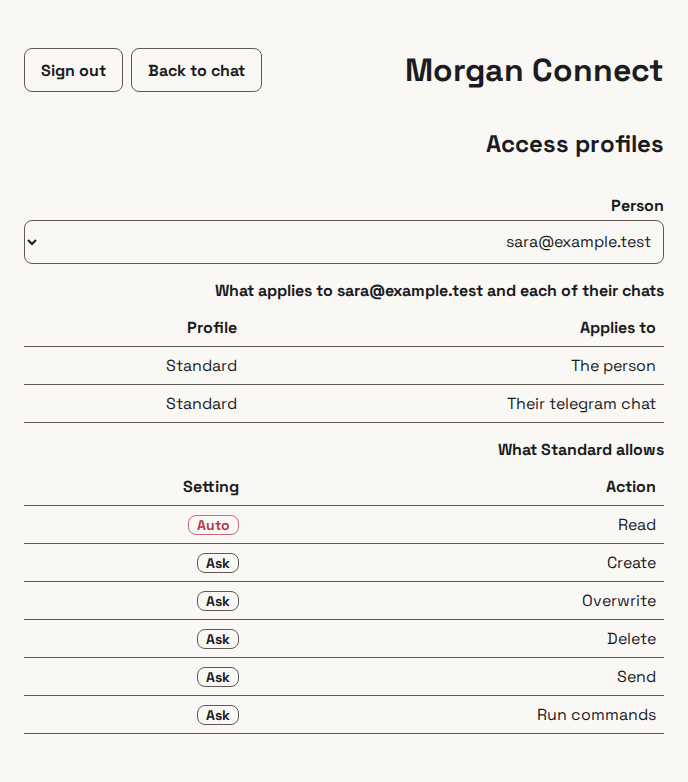 Morgan Connect
Back to chat
Sign out
Access profiles
Person
sara@example.test
What applies to sara@example.test and each of their chats
Applies to Profile
The person Standard
Their telegram chat Standard
What Standard allows
Action Setting
Read Auto
Create Ask
Overwrite Ask
Delete Ask
Send Ask
Run commands Ask